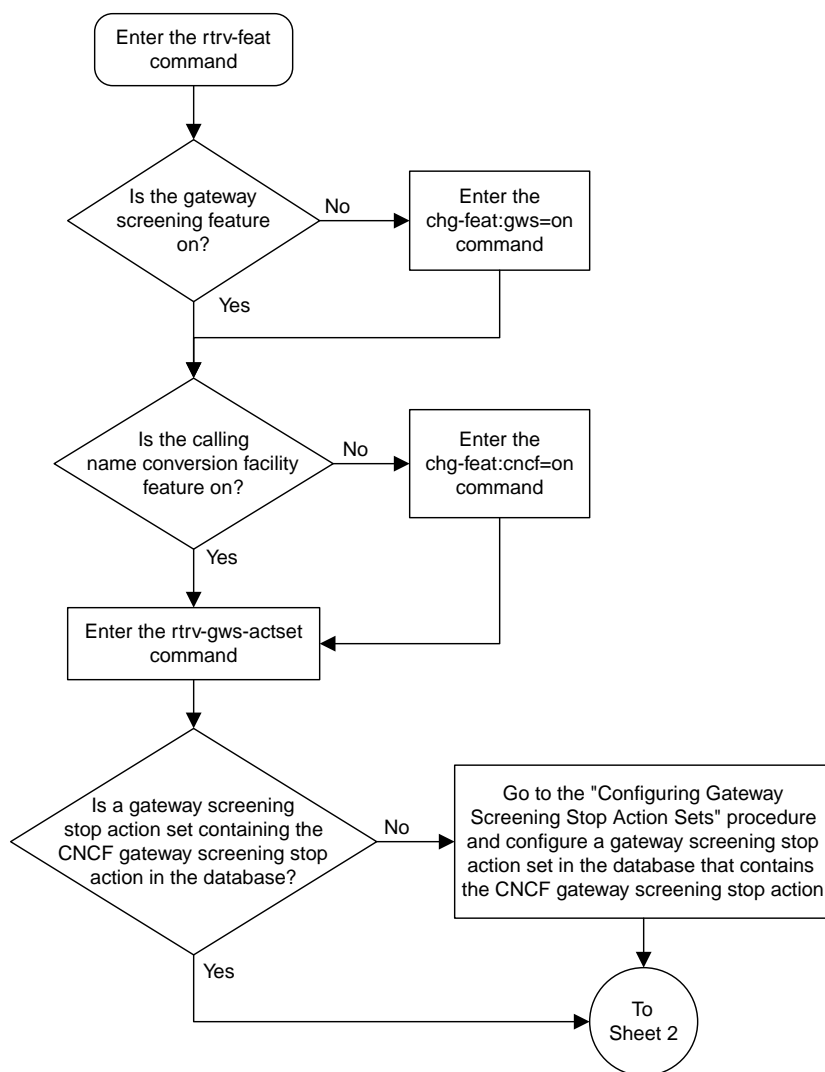 Enter the rtrv-feat
command
Is the gateway
screening feature
on?
No
Enter the
chg-feat:gws=on
command
Yes
Is the calling
name conversion facility
feature on?
No
Enter the
chg-feat:cncf=on
command
Yes
Enter the rtrv-gws-actset
command
Is a gateway screening
stop action set containing the
CNCF gateway screening stop
action in the database?
No
Go to the "Configuring Gateway
Screening Stop Action Sets" procedure
and configure a gateway screening stop
action set in the database that contains
the CNCF gateway screening stop action
Yes
To
Sheet 2